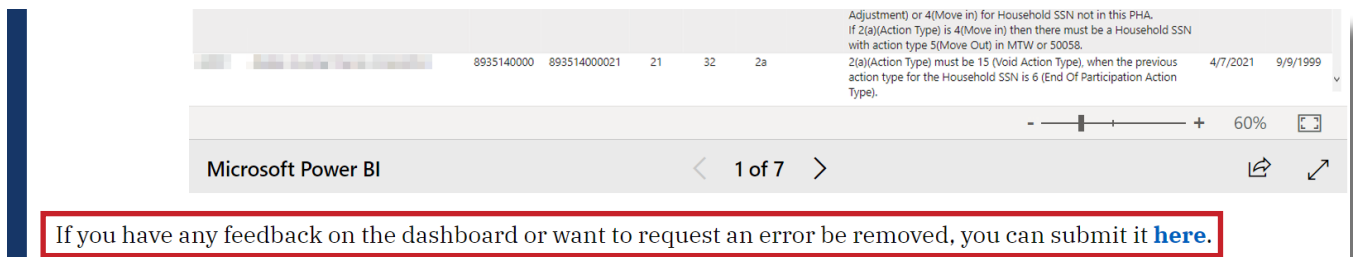 Adjustment) or 4(Move in) for Household SSN not in this PHA.
If 2(a)(Action Type) is 4(Move in) then there must be a Household SSN
with action type 5(Move Out) in MTW or 50058.
8935140000 893514000021 21 32 2a 2(a)(Action Type) must be 15 (Void Action Type), when the previous 4/7/2021 9/9/1999
action type for the Household SSN is 6 (End Of Participation Action
Type).
- + 60%
Microsoft Power BI 1 of 7
If you have any feedback on the dashboard or want to request an error be removed, you can submit it here.